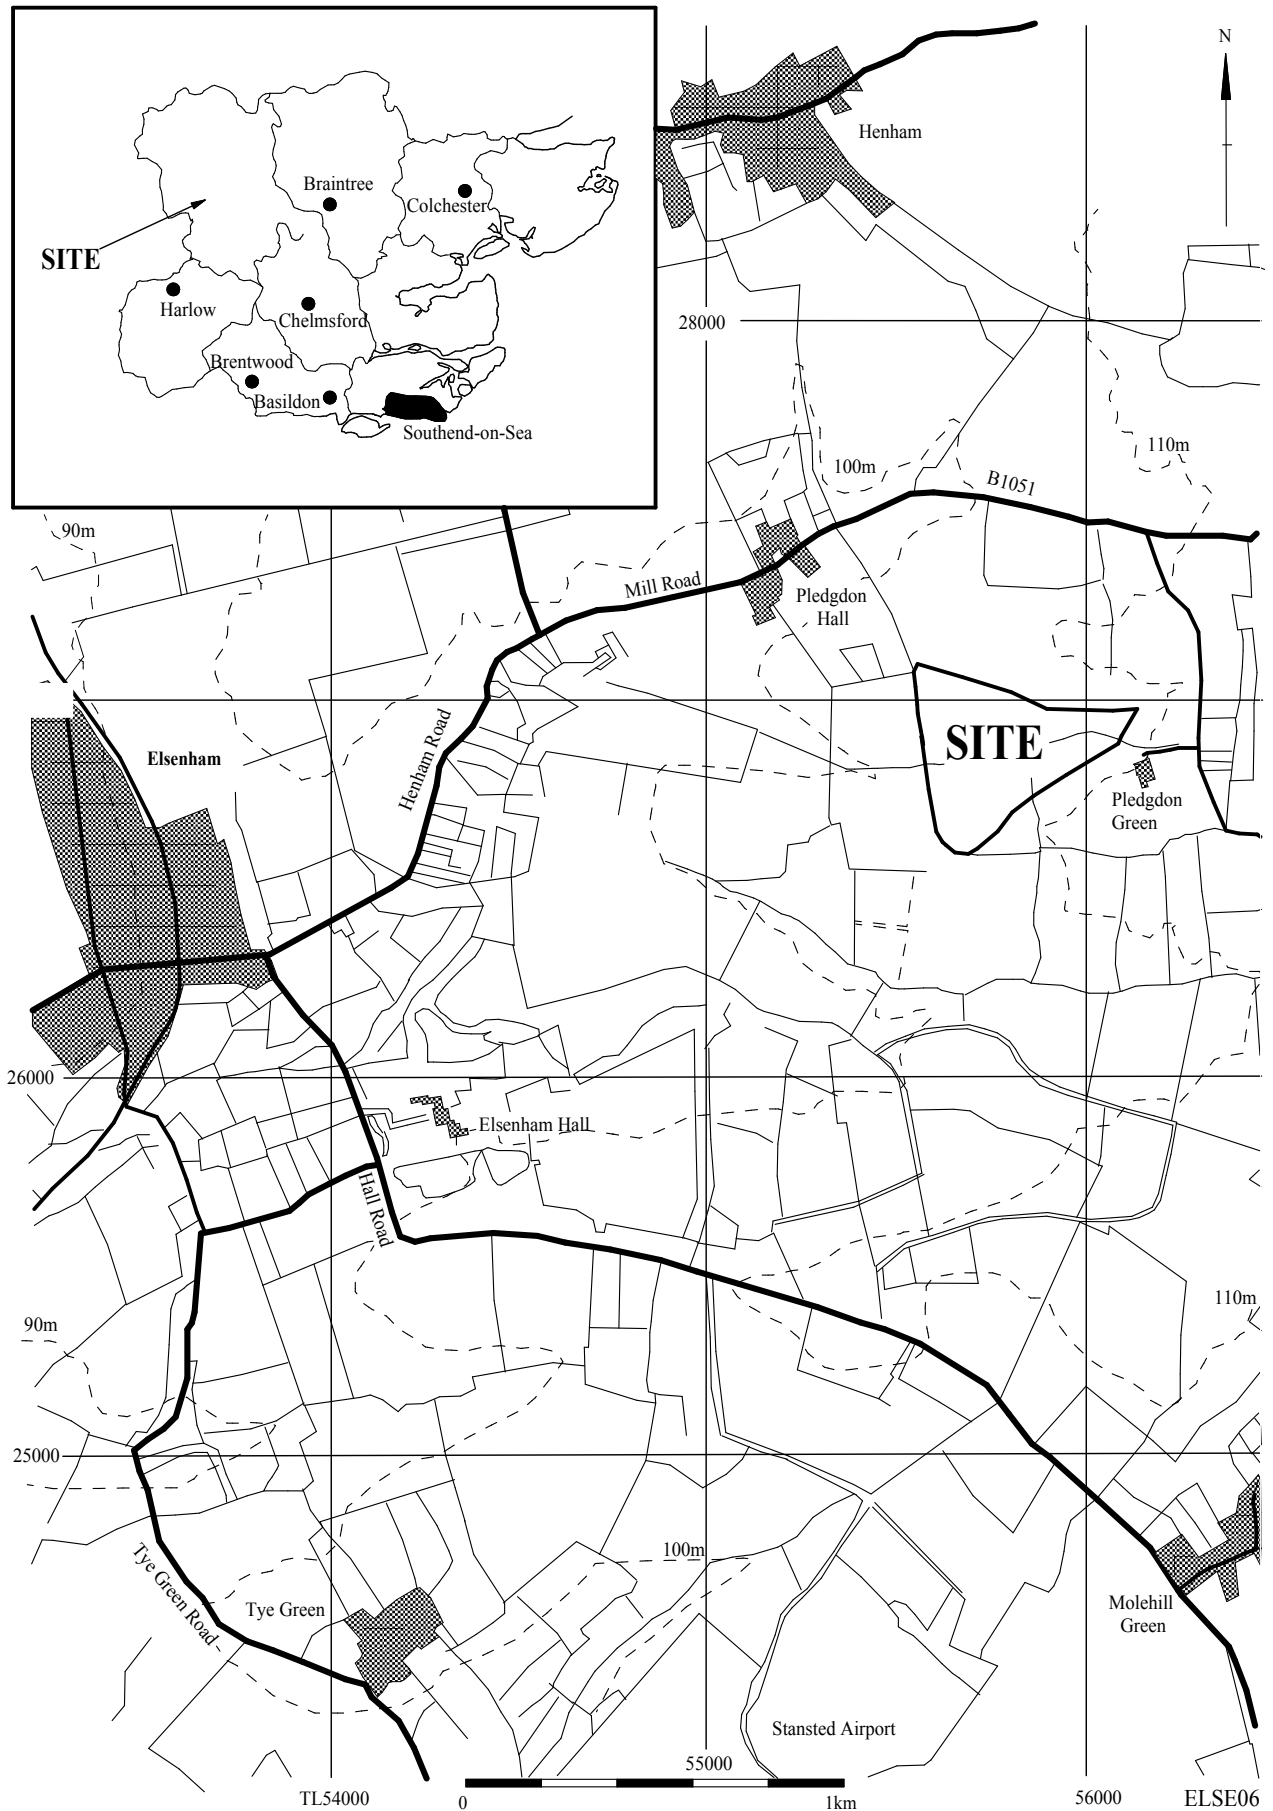 N
Henham
Braintree
Colchester
SITE
Harlow
Chelmsford
Brentwood
Basildon
Southend-on-Sea
28000
110m
100m
B1051
90m
Mill Road
Pledgdon
Hall
SITE
Elsenham
Henham Road
Pledgdon
Green
26000
Elsenham Hall
Hall Road
110m
90m
25000
Tye Green Road
100m
Tye Green
Molehill
Green
Stansted Airport
55000
TL54000
0
1km
56000
ELSE06